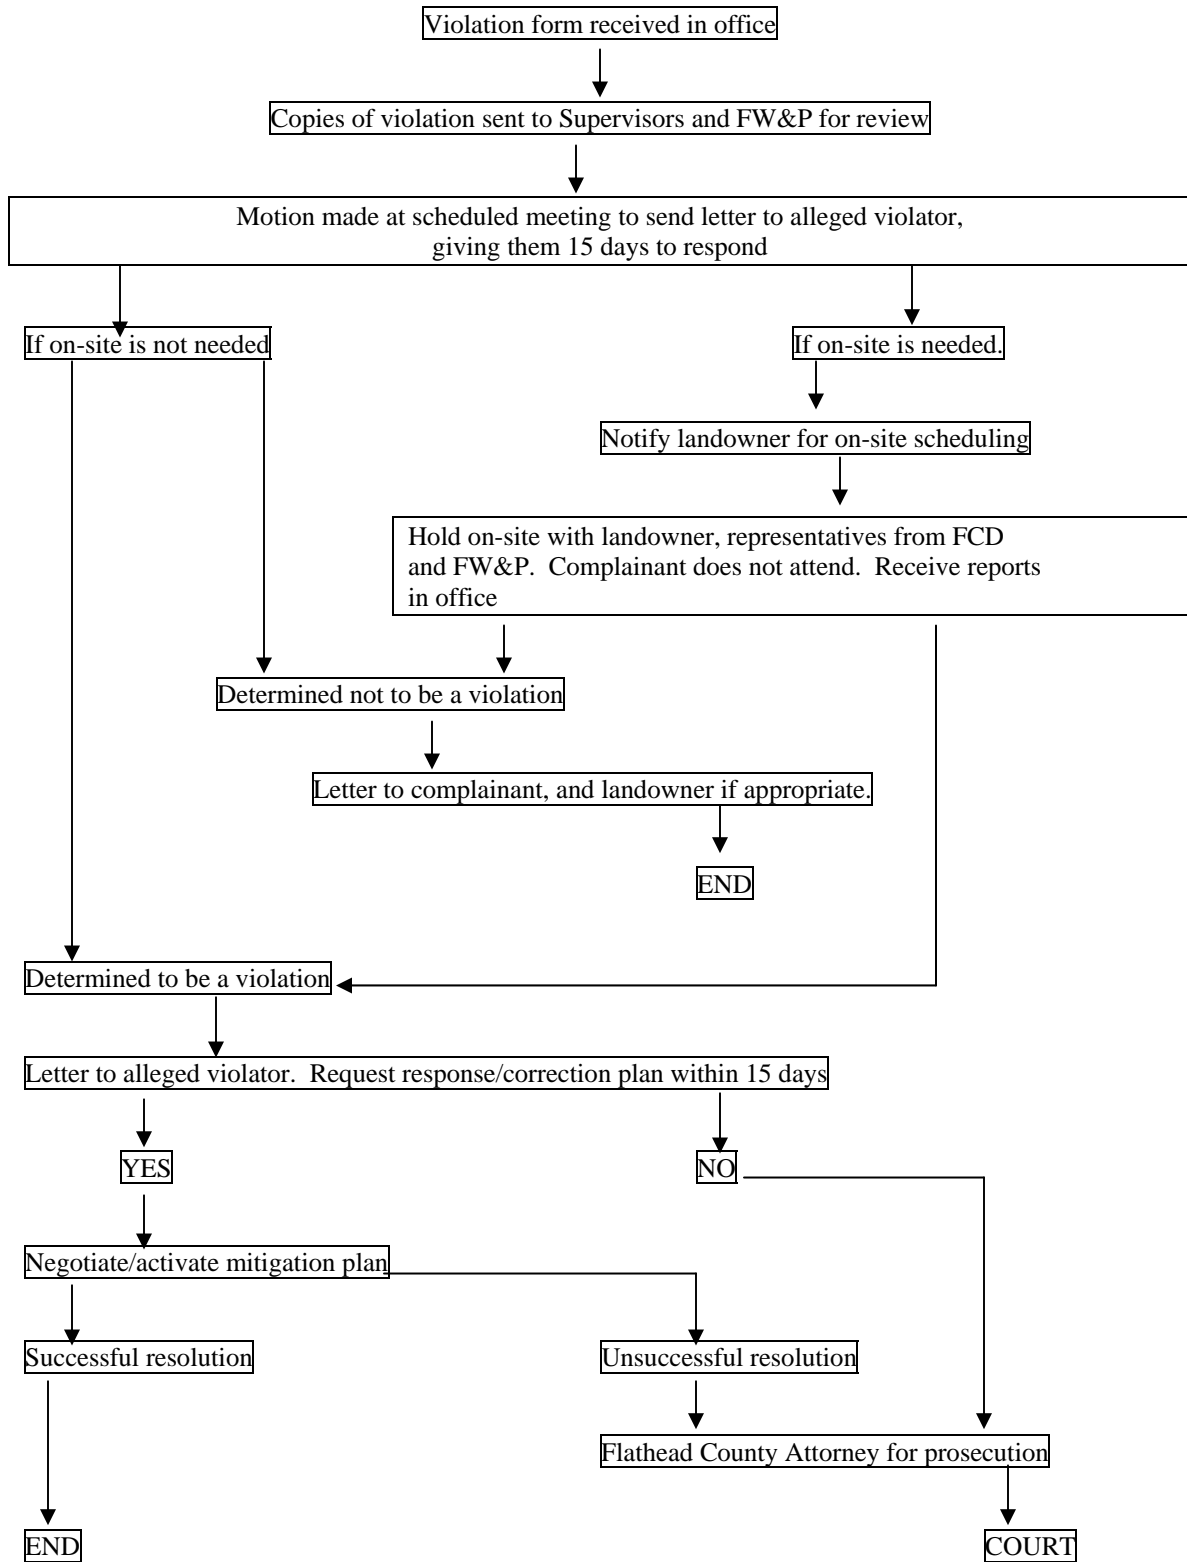 Violation form received in office
Copies of violation sent to Supervisors and FW&P for review
Motion made at scheduled meeting to send letter to alleged violator,
giving them 15 days to respond
If on-site is not needed
If on-site is needed.
Notify landowner for on-site scheduling
Hold on-site with landowner, representatives from FCD
and FW&P.  Complainant does not attend.  Receive reports
in office
Determined not to be a violation
Letter to complainant, and landowner if appropriate.
END
Determined to be a violation
Letter to alleged violator.  Request response/correction plan within 15 days
YES
NO
Negotiate/activate mitigation plan
Successful resolution
Unsuccessful resolution
Flathead County Attorney for prosecution
END
COURT